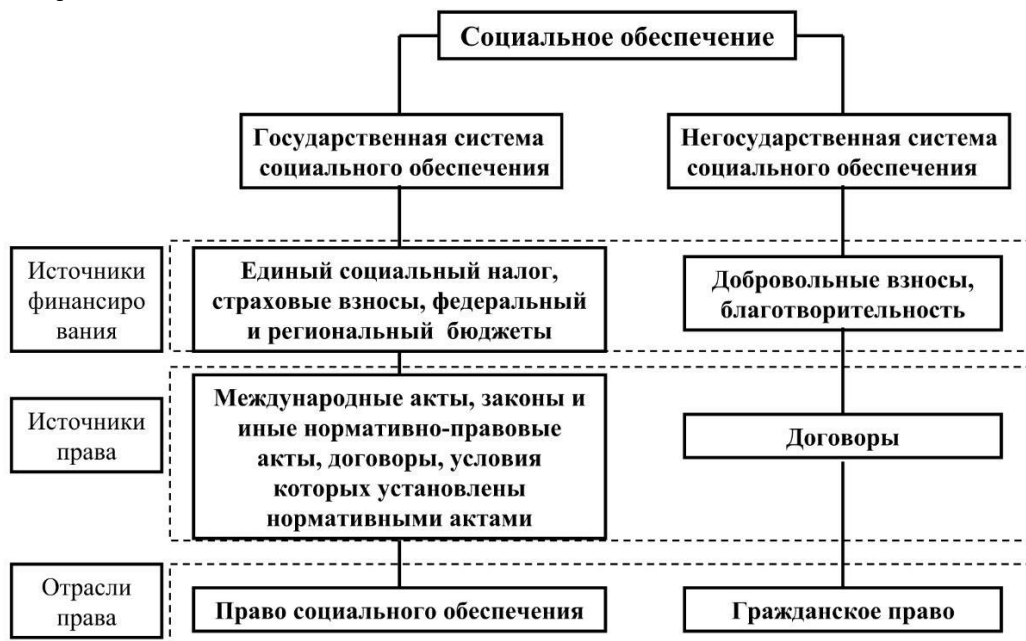 Социальное обеспечение
Государственная система
социального обеспечения
Негосударственная система
социального обеспечения
Источники
финансиро
вания
Единый социальный налог,
страховые взносы, федеральный
и региональный бюджеты
Добровольные взносы,
благотворительность
Источники
права
Международные акты, законы и
иные нормативно-правовые
акты, договоры, условия
которых установлены
нормативными актами
Договоры
Отрасли
права
Право социального обеспечения
Гражданское право